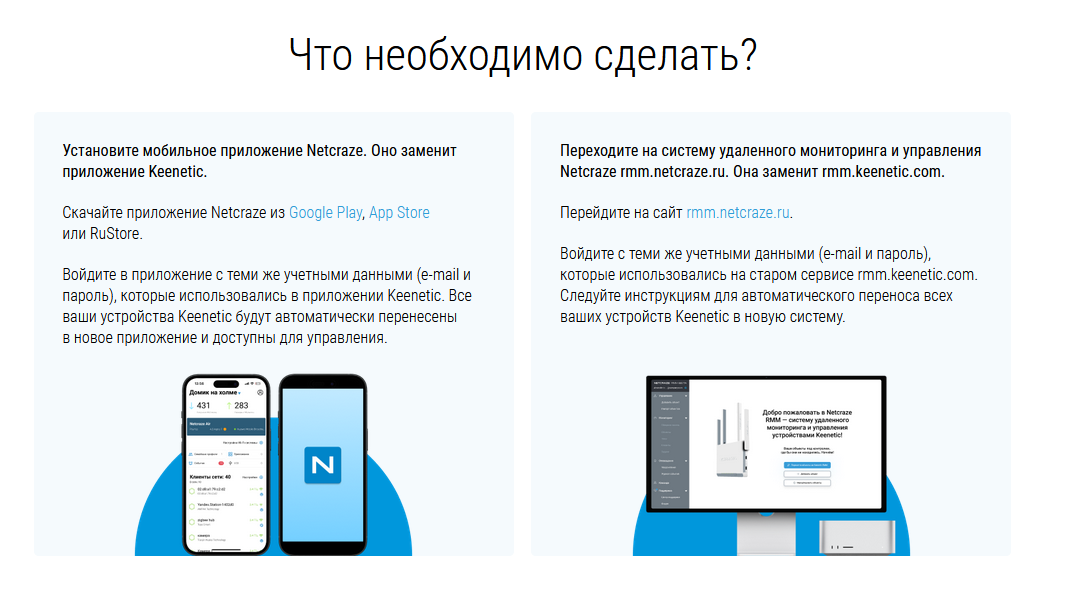 Что необходимо сделать?
Установите мобильное приложение Netcraze. Оно заменит
приложение Keenetic.
Скачайте приложение Netcraze из Google Play, App Store
или RuStore.
Войдите в приложение с теми же учетными данными (e-mail и
пароль), которые использовались в приложении Keenetic. Все
ваши устройства Keenetic будут автоматически перенесены
в новое приложение и доступны для управления.
Домик на холме
431
283
Netcraze Air
Клиенты сети: 40
N
Переходите на систему удаленного мониторинга и управления
Netcraze rmm.netcraze.ru. Она заменит rmm.keenetic.com.
Перейдите на сайт rmm.netcraze.ru.
Войдите с теми же учетными данными (e-mail и пароль),
которые использовались на старом сервисе rmm.keenetic.com.
Следуйте инструкциям для автоматического переноса всех
ваших устройств Keenetic в новую систему.
NETCRAZE
Добро пожаловать в Netcraze
RMM — систему удаленного
мониторинга и управления
устройствами Keenetic!